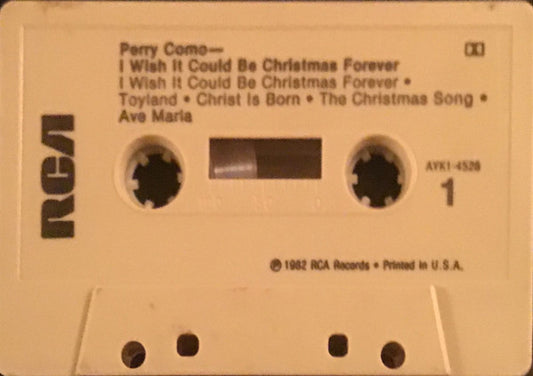 Perry Como—
I Wish It Could Be Christmas Forever
I Wish It Could Be Christmas Forever •
Toyland • Christ Is Born • The Christmas Song •
Ave Maria
RCA
AYK1-4526
1
℗ 1982 RCA Records • Printed in U.S.A.